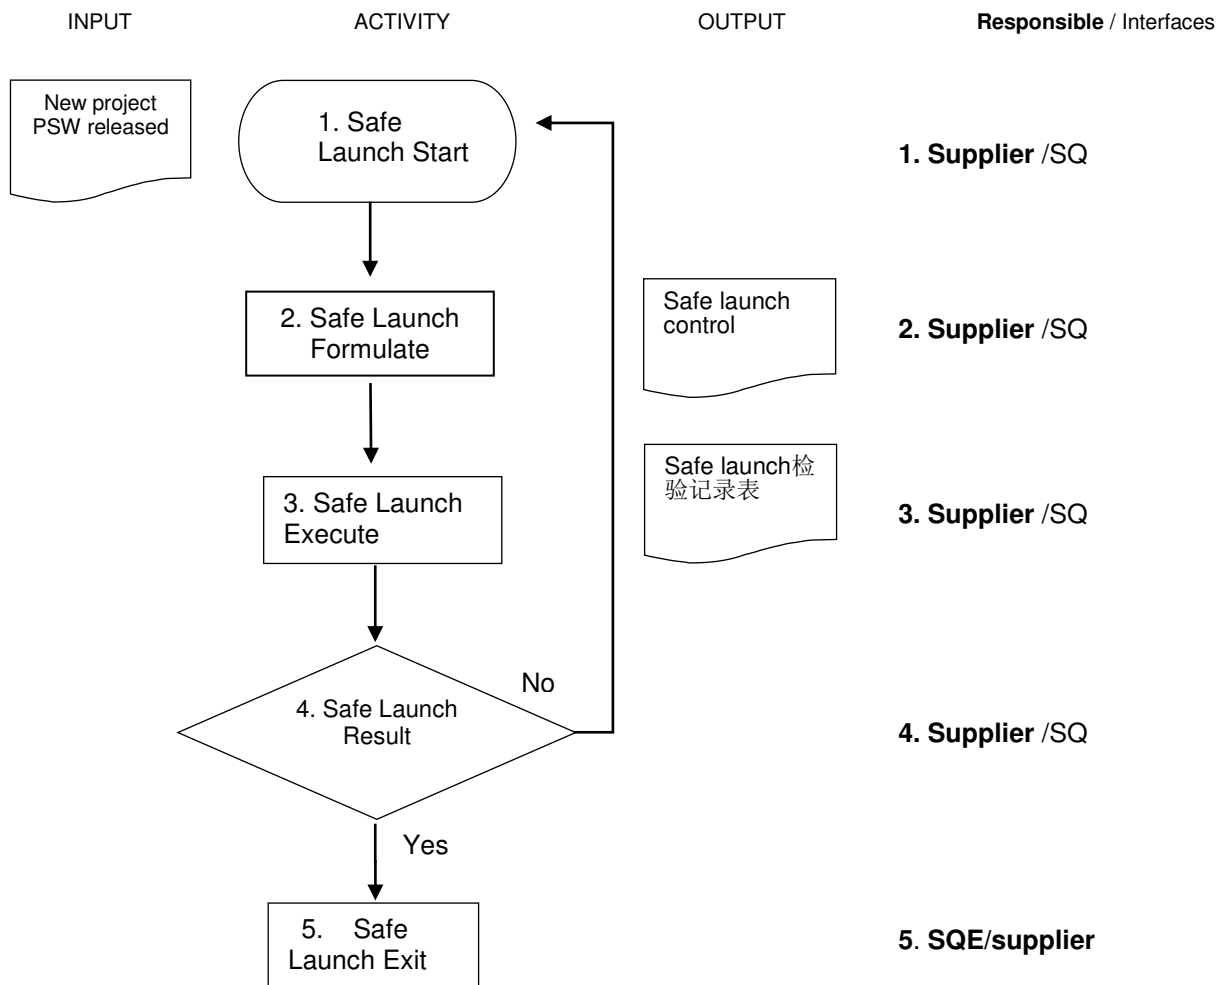 INPUT ACTIVITY OUTPUT Responsible / Interfaces
New project
PSW released
1. Safe
Launch Start
1. Supplier /SQ
2. Safe Launch
Formulate
Safe launch
control
2. Supplier /SQ
3. Safe Launch
Execute
Safe launch检
验记录表
3. Supplier /SQ
4. Safe Launch
Result
No
4. Supplier /SQ
Yes
5. Safe
Launch Exit
5. SQE/supplier